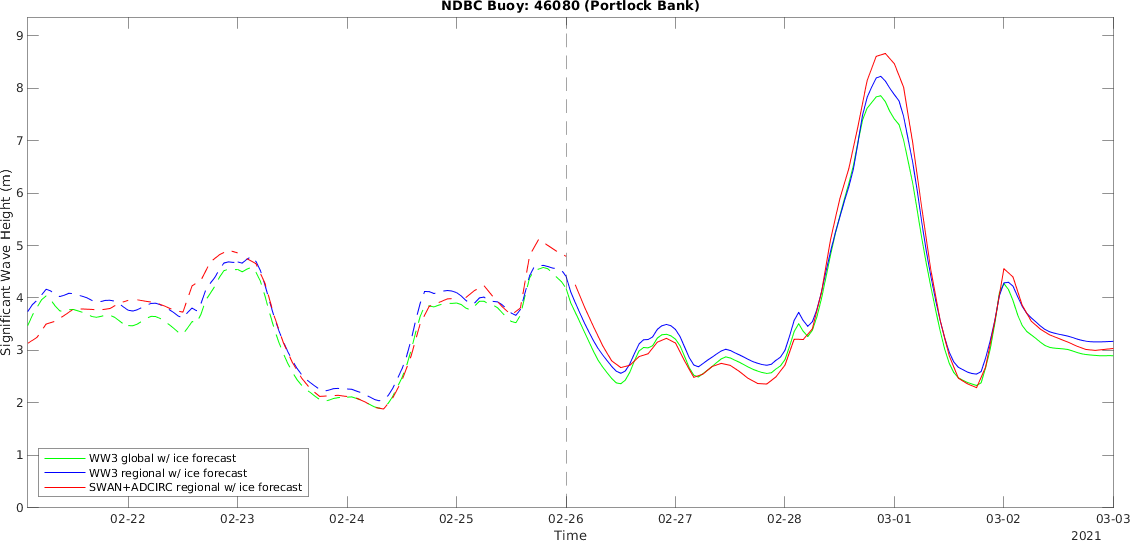 NDBC Buoy: 46080 (Portlock Bank)
9
8
7
6
5
4
3
2
1
0
Significant Wave Height (m)
WW3 global w/ ice forecast
WW3 regional w/ ice forecast
SWAN+ADCIRC regional w/ ice forecast
02-22 02-23 02-24 02-25 02-26 02-27 02-28 03-01 03-02 03-03
Time
2021